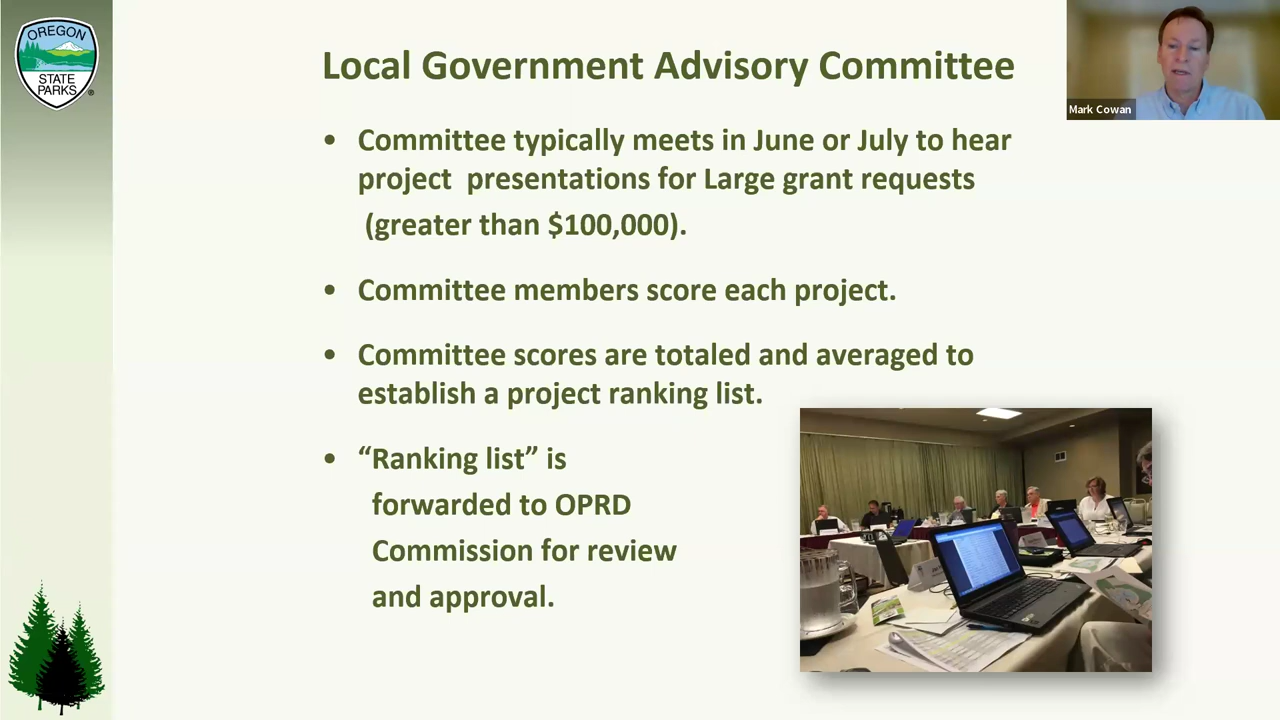 OREGON
STATE
PARKS
®
Local Government Advisory Committee
Mark Cowan
• Committee typically meets in June or July to hear
project presentations for Large grant requests
(greater than $100,000).
• Committee members score each project.
• Committee scores are totaled and averaged to
establish a project ranking list.
• “Ranking list” is
forwarded to OPRD
Commission for review
and approval.